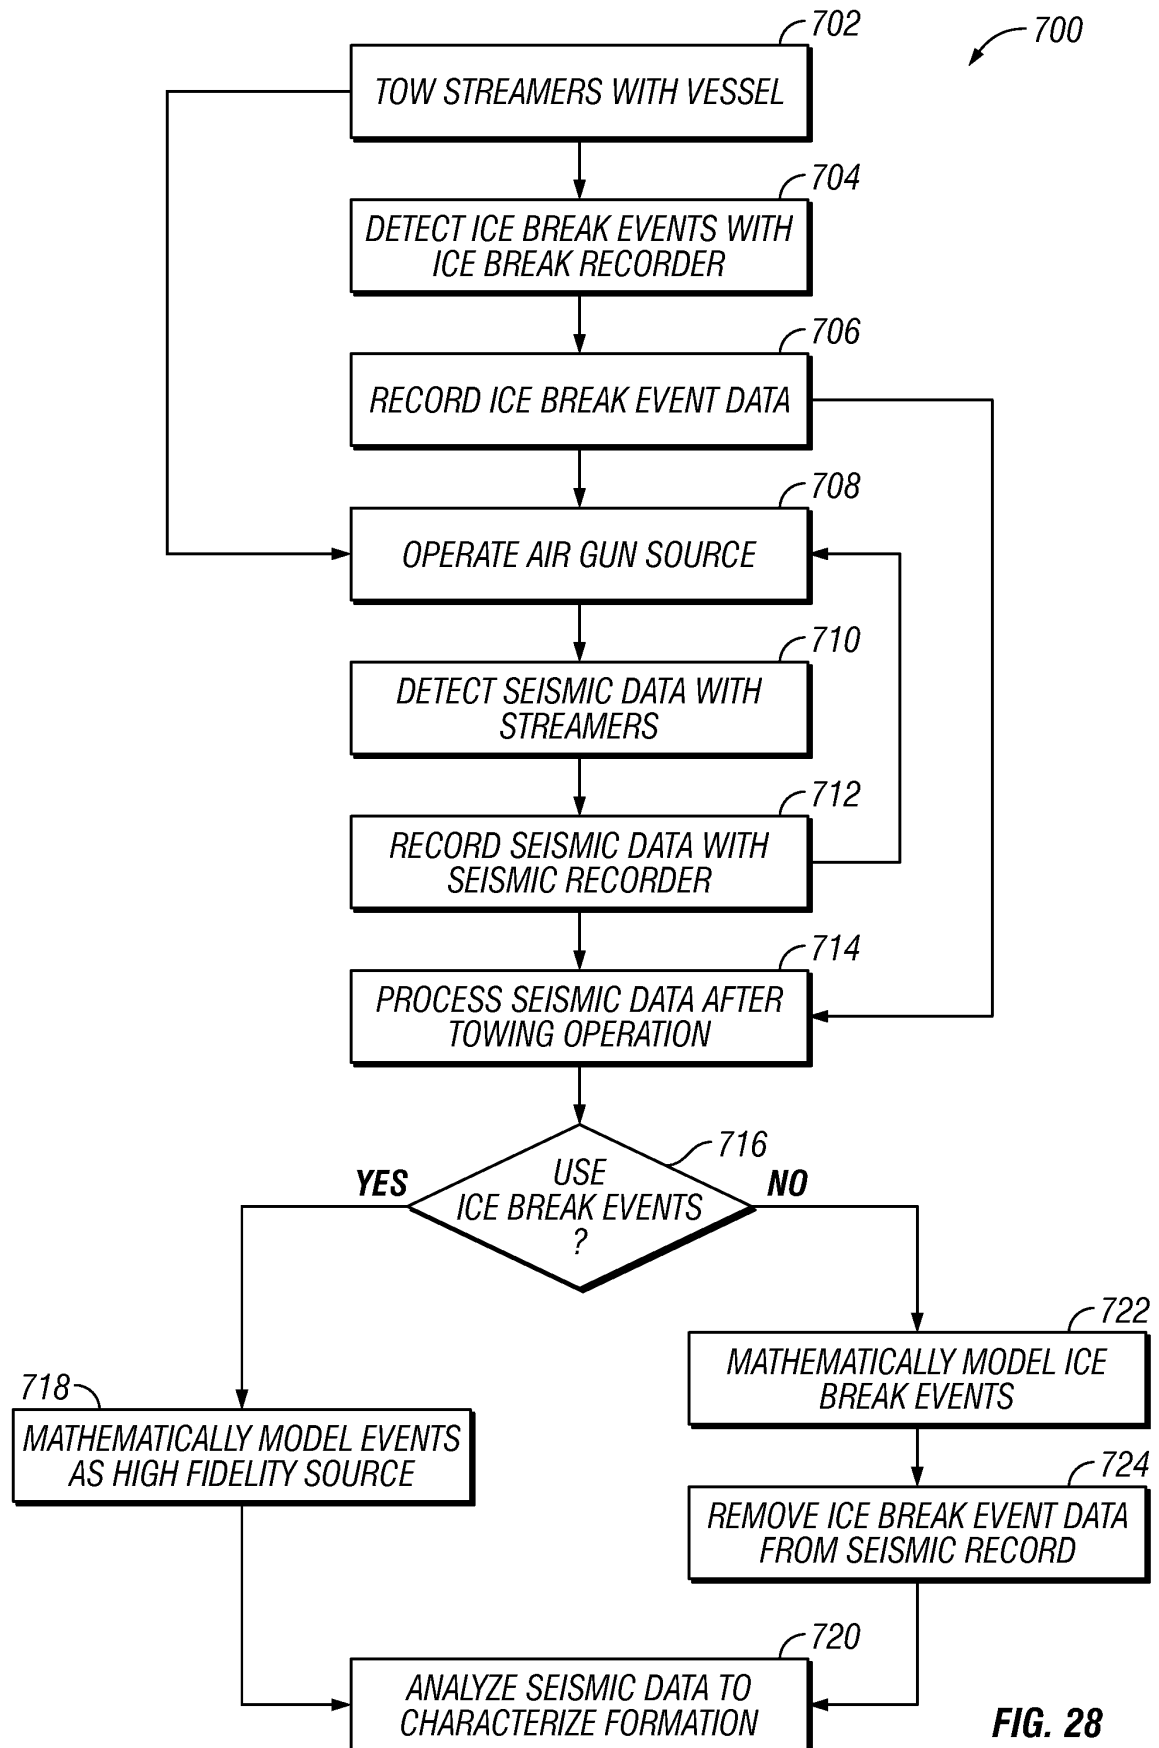 702
700
TOW STREAMERS WITH VESSEL
704
DETECT ICE BREAK EVENTS WITH
ICE BREAK RECORDER
706
RECORD ICE BREAK EVENT DATA
708
OPERATE AIR GUN SOURCE
710
DETECT SEISMIC DATA WITH
STREAMERS
712
RECORD SEISMIC DATA WITH
SEISMIC RECORDER
714
PROCESS SEISMIC DATA AFTER
TOWING OPERATION
716
YES
USE
ICE BREAK EVENTS
?
NO
718
MATHEMATICALLY MODEL EVENTS
AS HIGH FIDELITY SOURCE
722
MATHEMATICALLY MODEL ICE
BREAK EVENTS
724
REMOVE ICE BREAK EVENT DATA
FROM SEISMIC RECORD
720
ANALYZE SEISMIC DATA TO
CHARACTERIZE FORMATION
FIG. 28